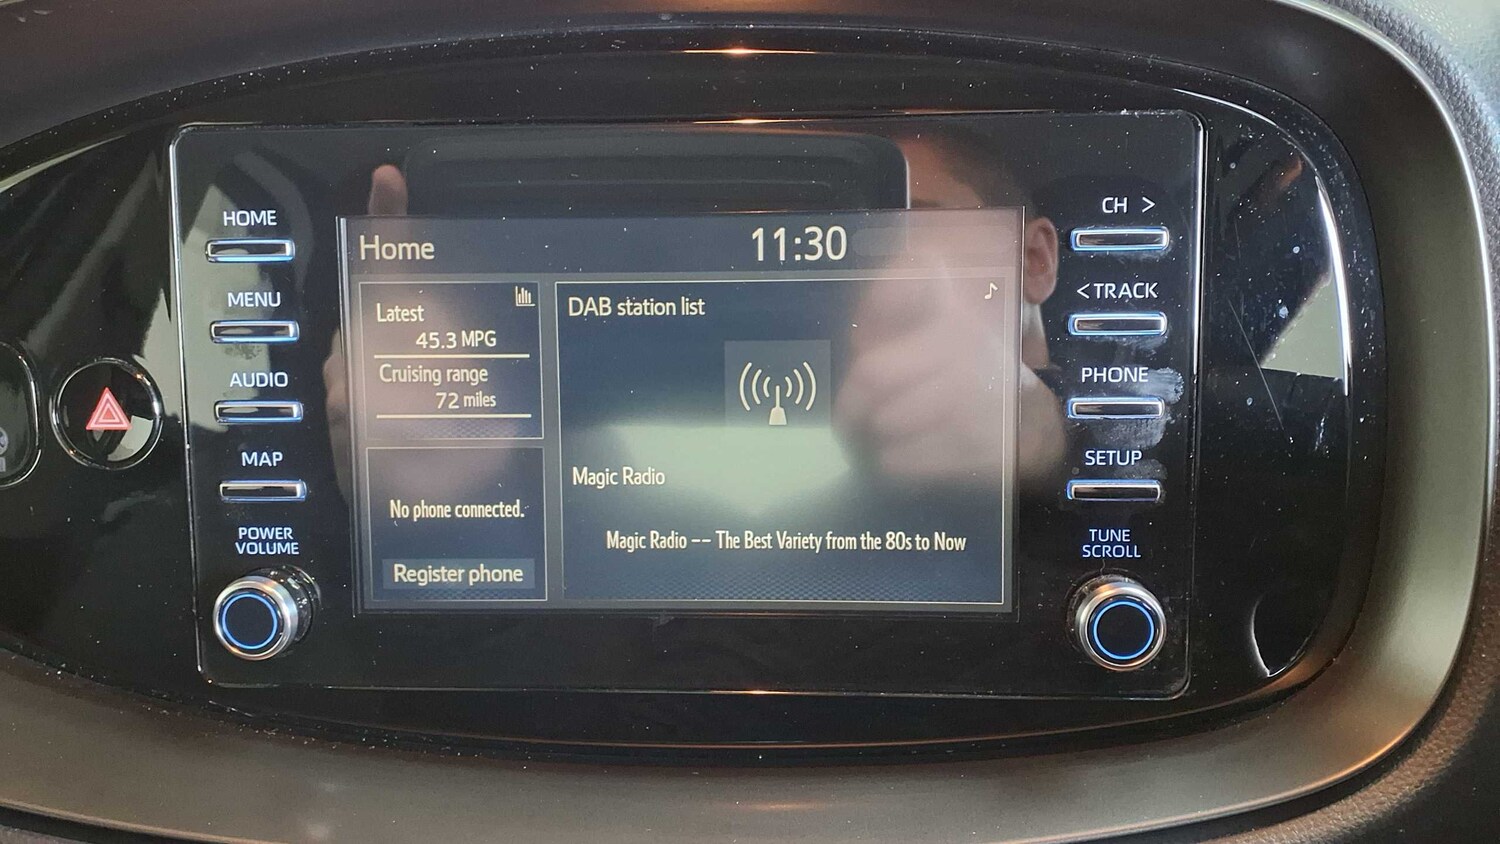 HOME
MENU
AUDIO
MAP
POWER
VOLUME
Home
11:30
Latest
45.3 MPG
Cruising range
72 miles
No phone connected.
Register phone
DAB station list
Magic Radio
Magic Radio -- The Best Variety from the 80s to Now
CH >
< TRACK
PHONE
SETUP
TUNE
SCROLL